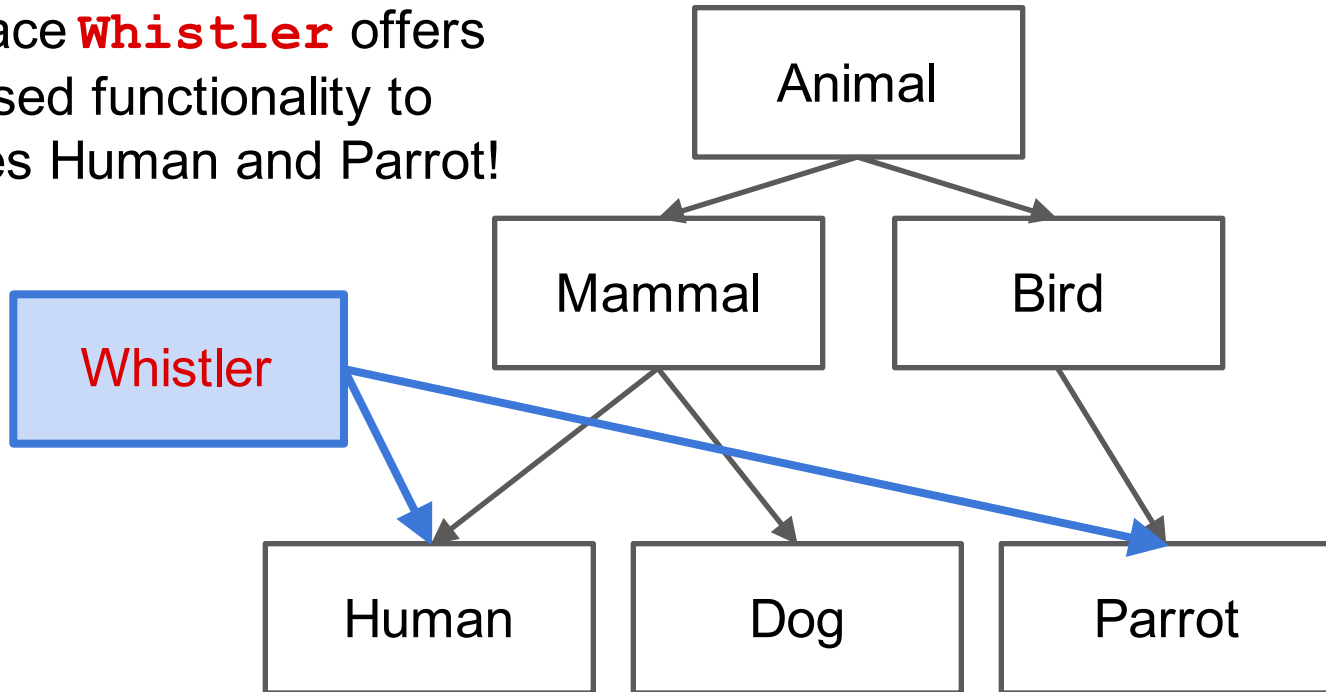 ace Whistler offers
sed functionality to
es Human and Parrot!
Animal
Mammal
Bird
Whistler
Human
Dog
Parrot